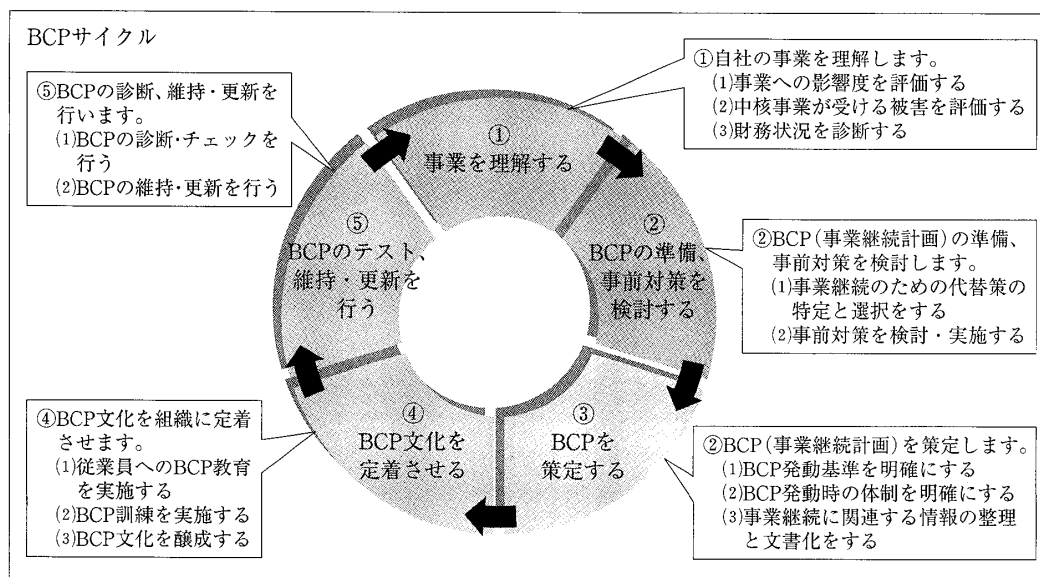 BCPサイクル
①自社の事業を理解します。
⑴事業への影響度を評価する
⑵中核事業が受ける被害を評価する
⑶財務状況を診断する
⑤BCPの診断、維持・更新を
行います。
⑴BCPの診断・チェックを
行う
⑵BCPの維持・更新を行う
①
事業を理解する
②
BCPの準備、
事前対策を
検討する
②BCP(事業継続計画)の準備、
事前対策を検討します。
⑴事業継続のための代替策の
特定と選択をする
⑵事前対策を検討・実施する
⑤
BCPのテスト、
維持・更新を
行う
③
BCPを
策定する
②BCP(事業継続計画)を策定します。
⑴BCP発動基準を明確にする
⑵BCP発動時の体制を明確にする
⑶事業継続に関連する情報の整理
と文書化をする
④
BCP文化を
定着させる
④BCP文化を組織に定着
させます。
⑴従業員へのBCP教育
を実施する
⑵BCP訓練を実施する
⑶BCP文化を醸成する